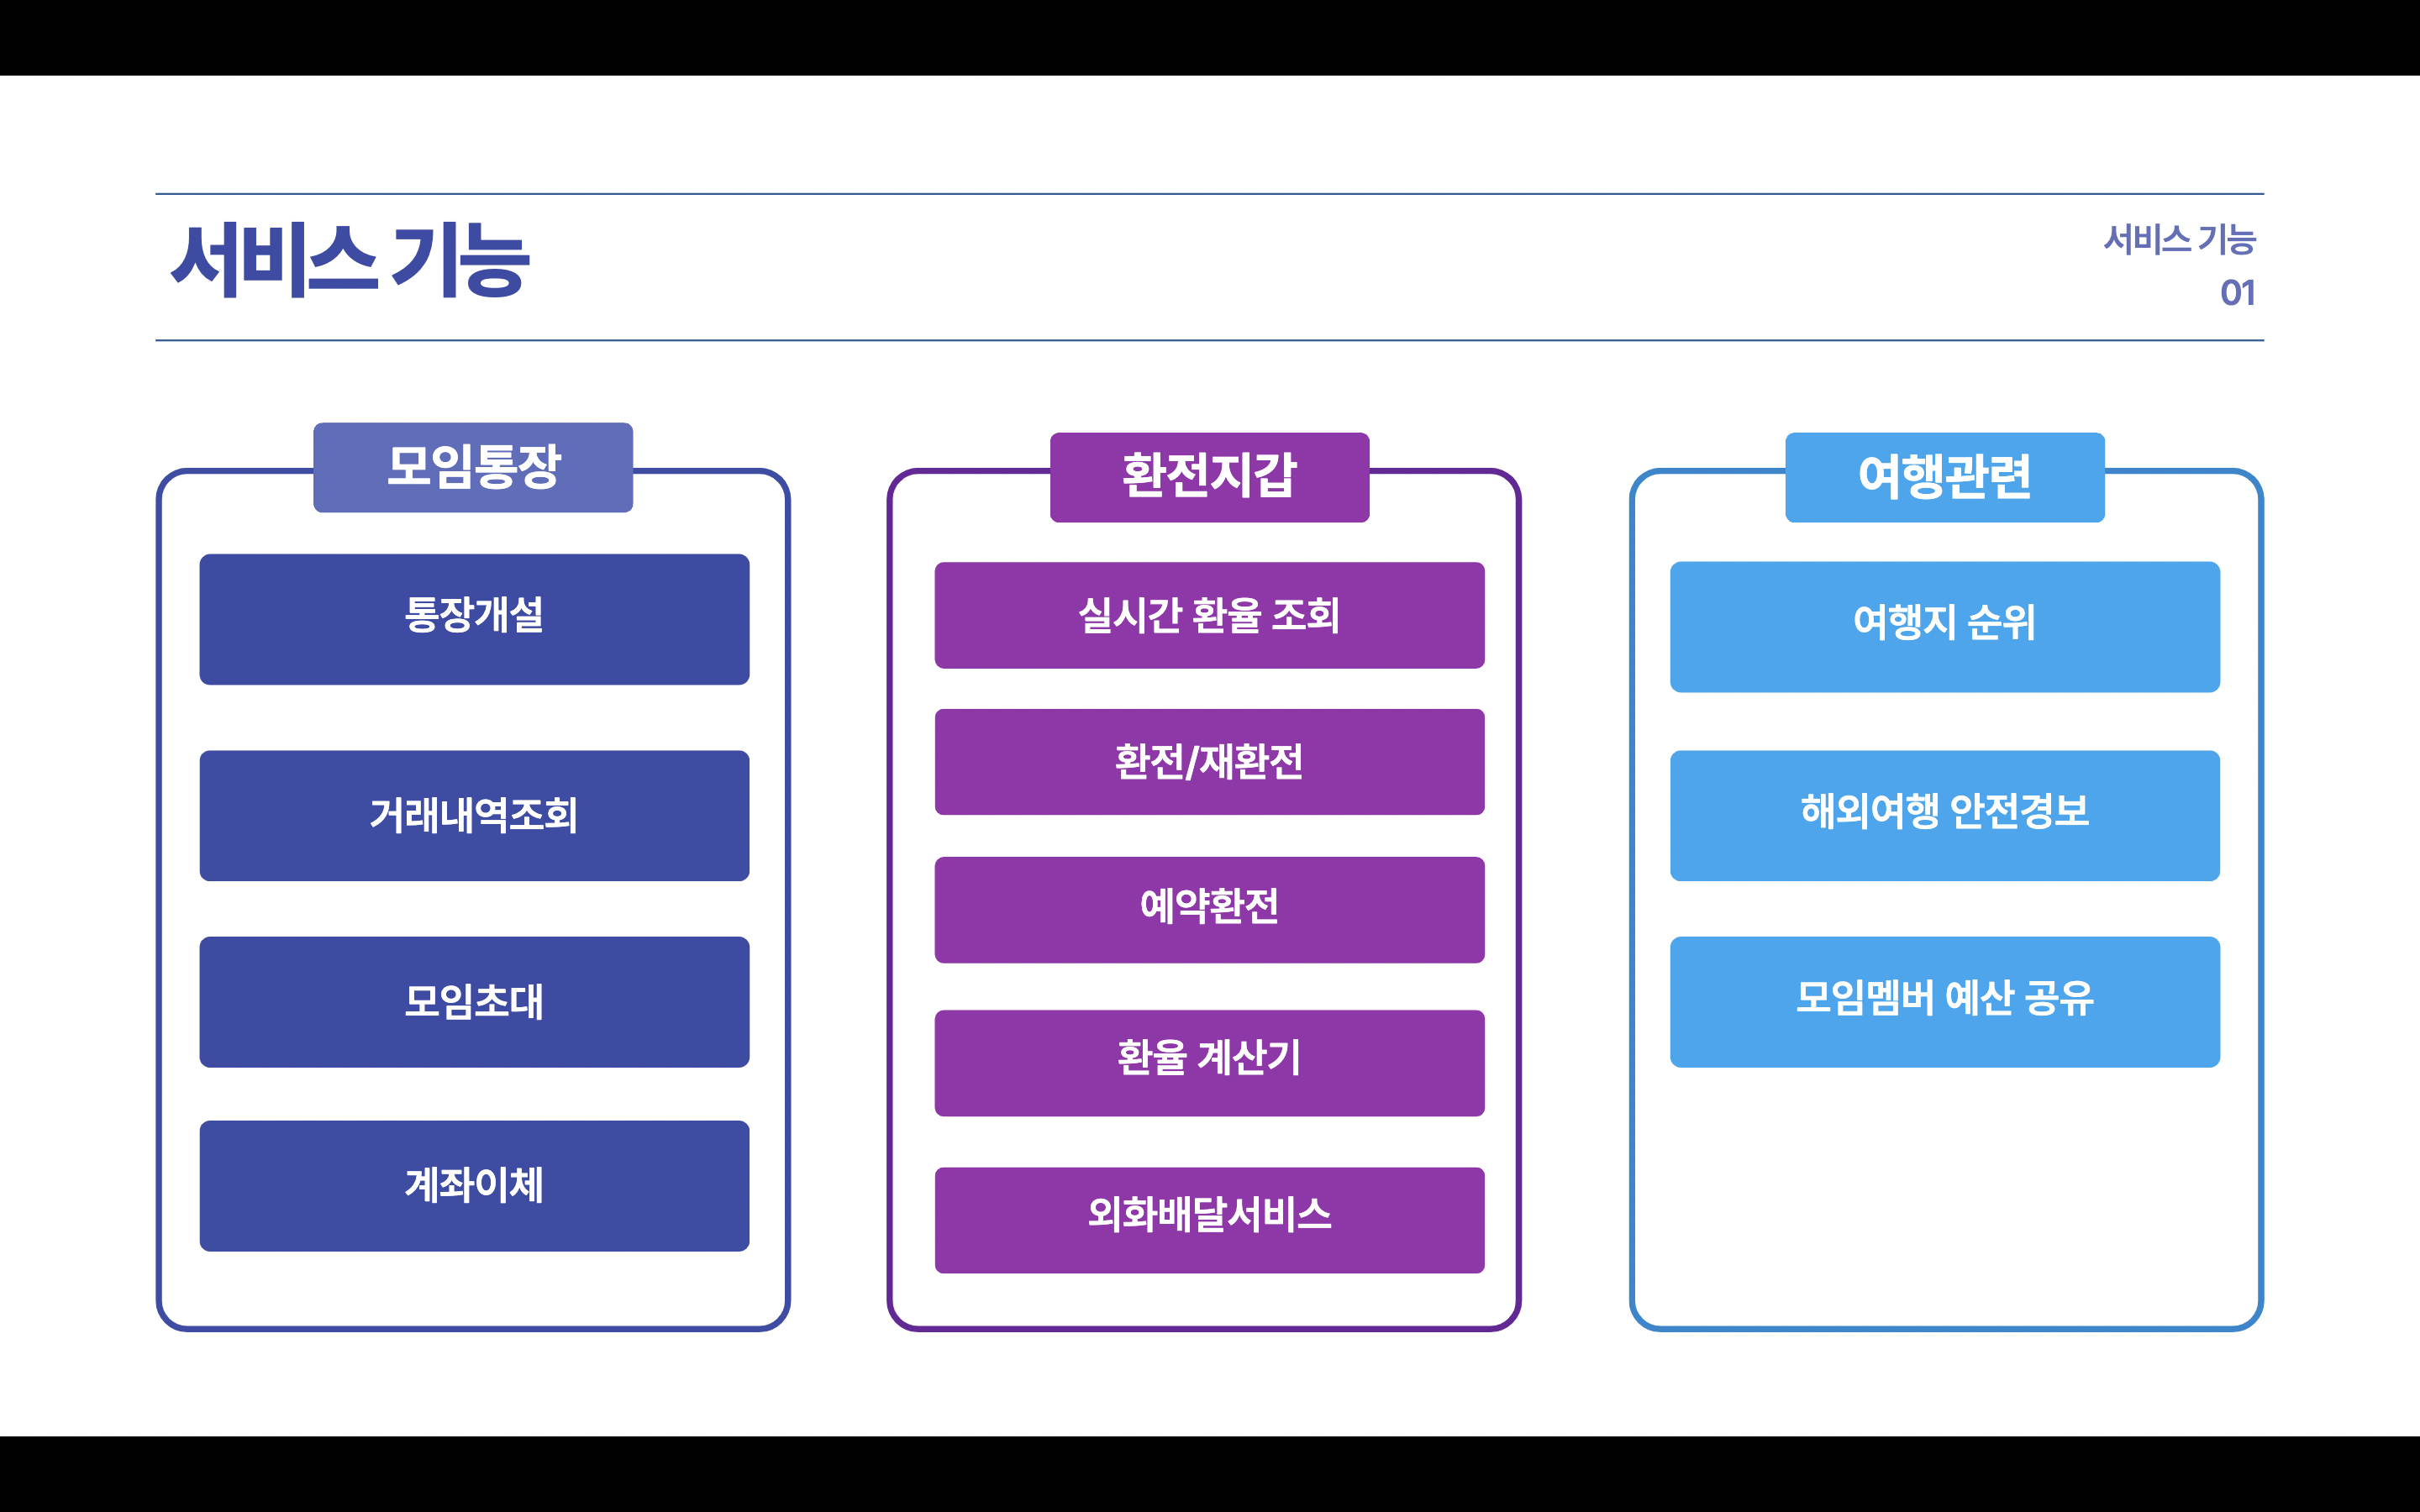 서비스 기능
서비스 기능
01
모임통장
통장개설
거래내역조회
모임초대
계좌이체
환전지갑
실시간 환율 조회
환전/재환전
예약환전
환율 계산기
외화배달서비스
여행관련
여행지 순위
해외여행 안전경보
모임멤버 예산 공유